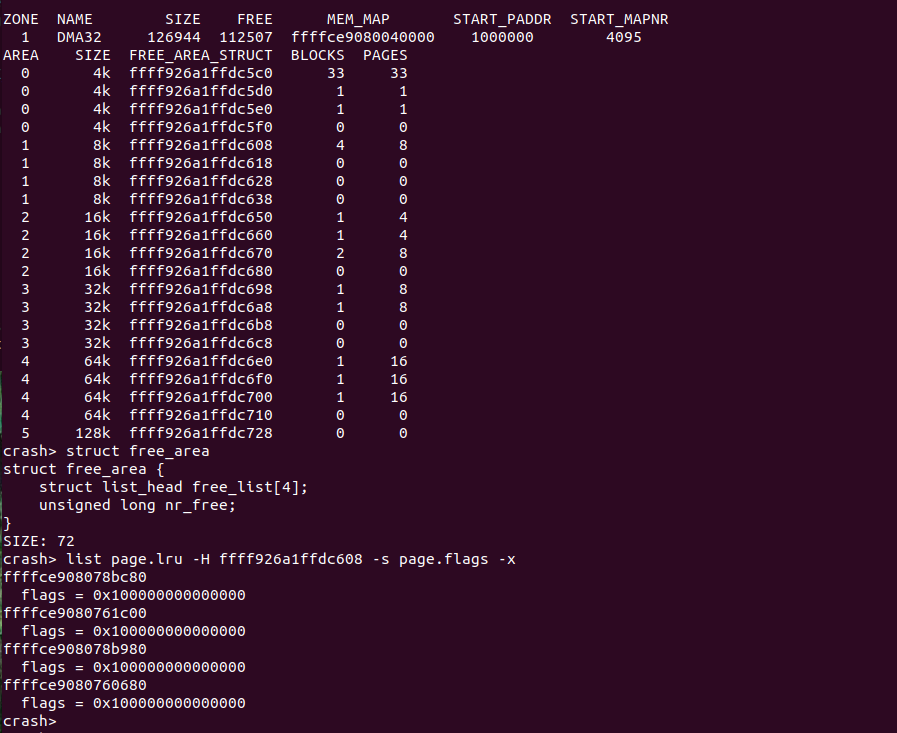 ZONE  NAME        SIZE    FREE      MEM_MAP       START_PADDR  START_MAPNR
  1   DMA32     126944  112507  ffffce9080040000    1000000        4095
AREA    SIZE  FREE_AREA_STRUCT  BLOCKS  PAGES
  0       4k  ffff926a1ffdc5c0      33     33
  0       4k  ffff926a1ffdc5d0       1      1
  0       4k  ffff926a1ffdc5e0       1      1
  0       4k  ffff926a1ffdc5f0       0      0
  1       8k  ffff926a1ffdc608       4      8
  1       8k  ffff926a1ffdc618       0      0
  1       8k  ffff926a1ffdc628       0      0
  1       8k  ffff926a1ffdc638       0      0
  2      16k  ffff926a1ffdc650       1      4
  2      16k  ffff926a1ffdc660       1      4
  2      16k  ffff926a1ffdc670       2      8
  2      16k  ffff926a1ffdc680       0      0
  3      32k  ffff926a1ffdc698       1      8
  3      32k  ffff926a1ffdc6a8       1      8
  3      32k  ffff926a1ffdc6b8       0      0
  3      32k  ffff926a1ffdc6c8       0      0
  4      64k  ffff926a1ffdc6e0       1     16
  4      64k  ffff926a1ffdc6f0       1     16
  4      64k  ffff926a1ffdc700       1     16
  4      64k  ffff926a1ffdc710       0      0
  5     128k  ffff926a1ffdc728       0      0
crash> struct free_area
struct free_area {
    struct list_head free_list[4];
    unsigned long nr_free;
}
SIZE: 72
crash> list page.lru -H ffff926a1ffdc608 -s page.flags -x
ffffce908078bc80
  flags = 0x100000000000000
ffffce9080761c00
  flags = 0x100000000000000
ffffce908078b980
  flags = 0x100000000000000
ffffce9080760680
  flags = 0x100000000000000
crash>